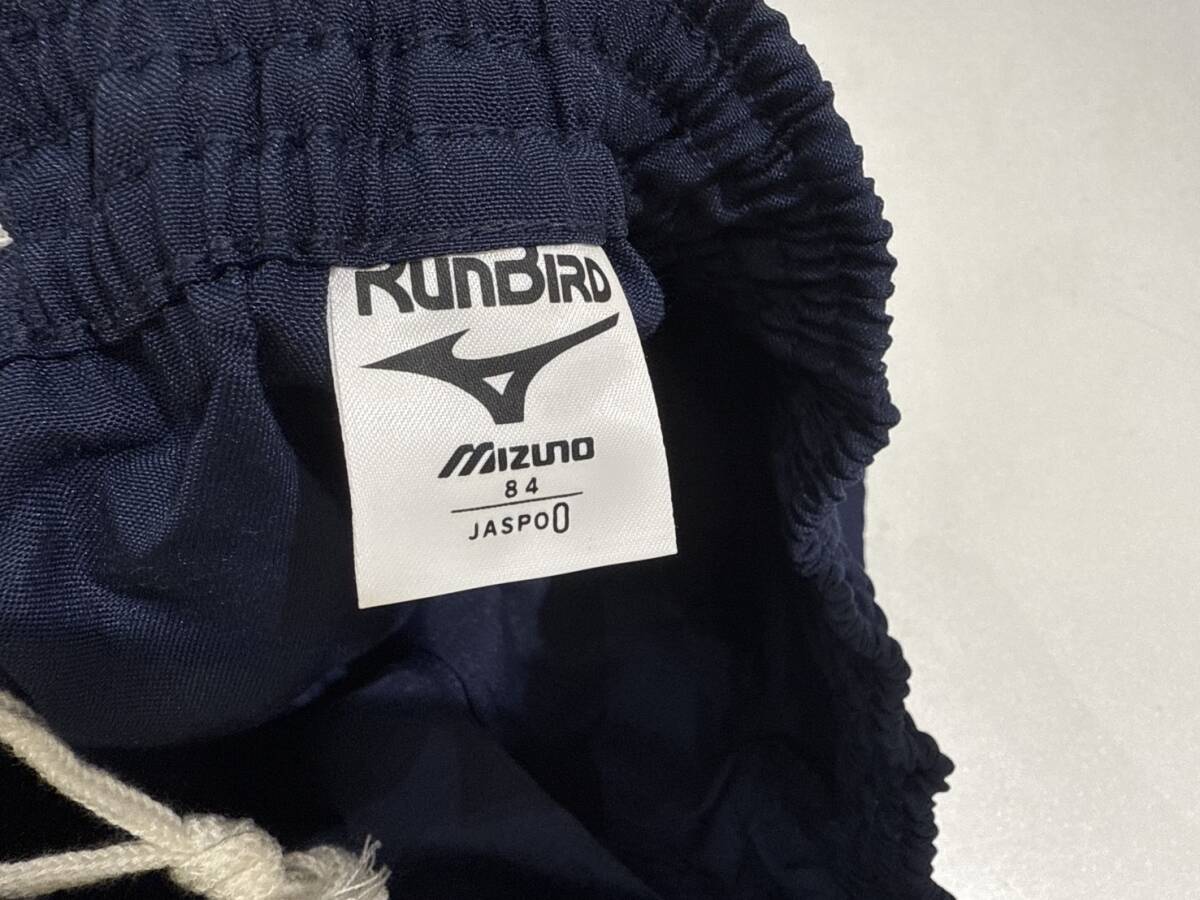 RUNBIRD
MIZUNO
84
JASPO O